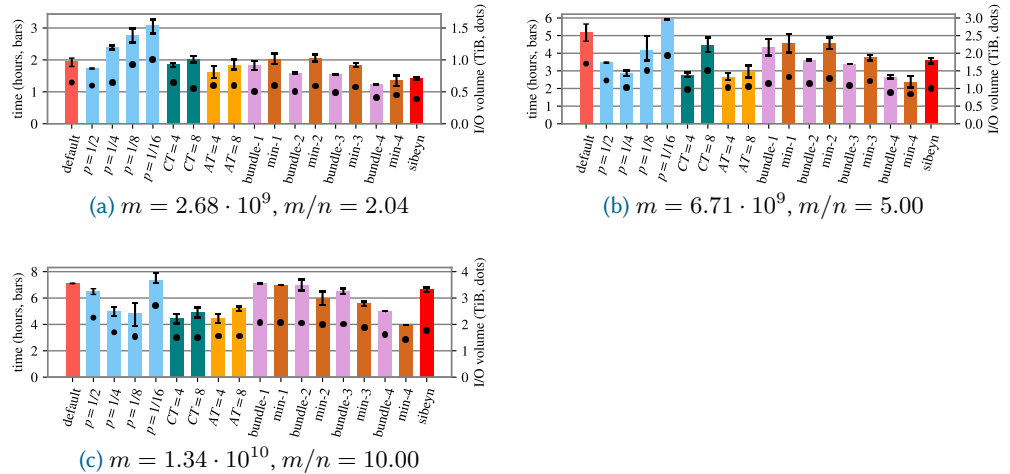 time (hours, bars)
3
2
1
0
1.5
1.0
0.5
0.0
I/O volume (TiB, dots)
default
p = 1/2
p = 1/4
p = 1/8
p = 1/16
CT = 4
CT = 8
AT = 4
AT = 8
bundle-1
min-1
bundle-2
min-2
bundle-3
min-3
bundle-4
min-4
sibeyn
(a) m = 2.68 · 10⁹, m/n = 2.04
time (hours, bars)
6
5
4
3
2
1
0
3.0
2.5
2.0
1.5
1.0
0.5
0.0
I/O volume (TiB, dots)
default
p = 1/2
p = 1/4
p = 1/8
p = 1/16
CT = 4
CT = 8
AT = 4
AT = 8
bundle-1
min-1
bundle-2
min-2
bundle-3
min-3
bundle-4
min-4
sibeyn
(b) m = 6.71 · 10⁹, m/n = 5.00
time (hours, bars)
8
6
4
2
0
4
3
2
1
0
I/O volume (TiB, dots)
default
p = 1/2
p = 1/4
p = 1/8
p = 1/16
CT = 4
CT = 8
AT = 4
AT = 8
bundle-1
min-1
bundle-2
min-2
bundle-3
min-3
bundle-4
min-4
sibeyn
(c) m = 1.34 · 10¹⁰, m/n = 10.00